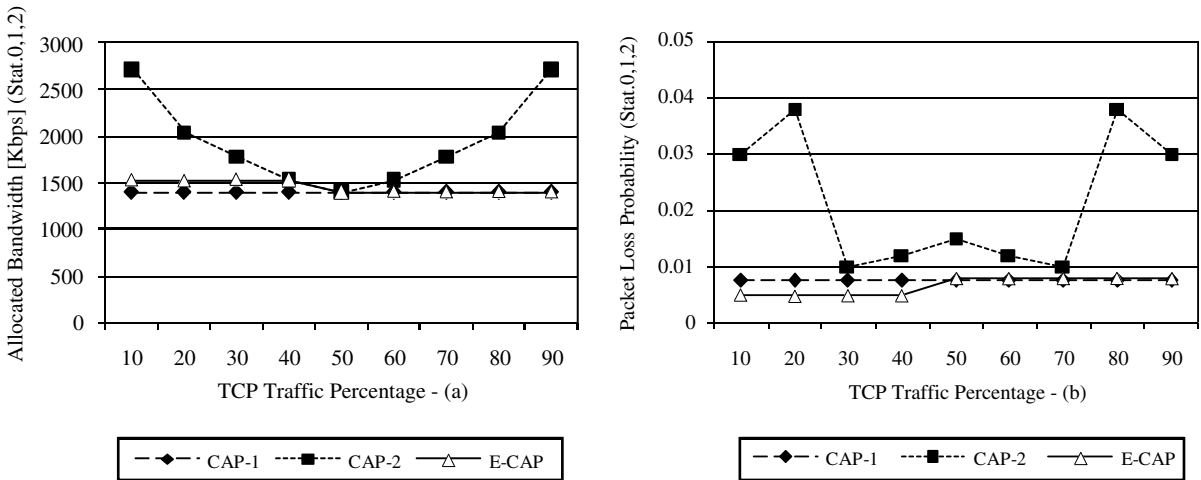 Allocated Bandwidth [Kbps] (Stat.0,1,2)
3000
2500
2000
1500
1000
500
0
10 20 30 40 50 60 70 80 90
TCP Traffic Percentage - (a)
CAP-1 CAP-2 E-CAP
Packet Loss Probability (Stat.0,1,2)
0.05
0.04
0.03
0.02
0.01
0
10 20 30 40 50 60 70 80 90
TCP Traffic Percentage - (b)
CAP-1 CAP-2 E-CAP